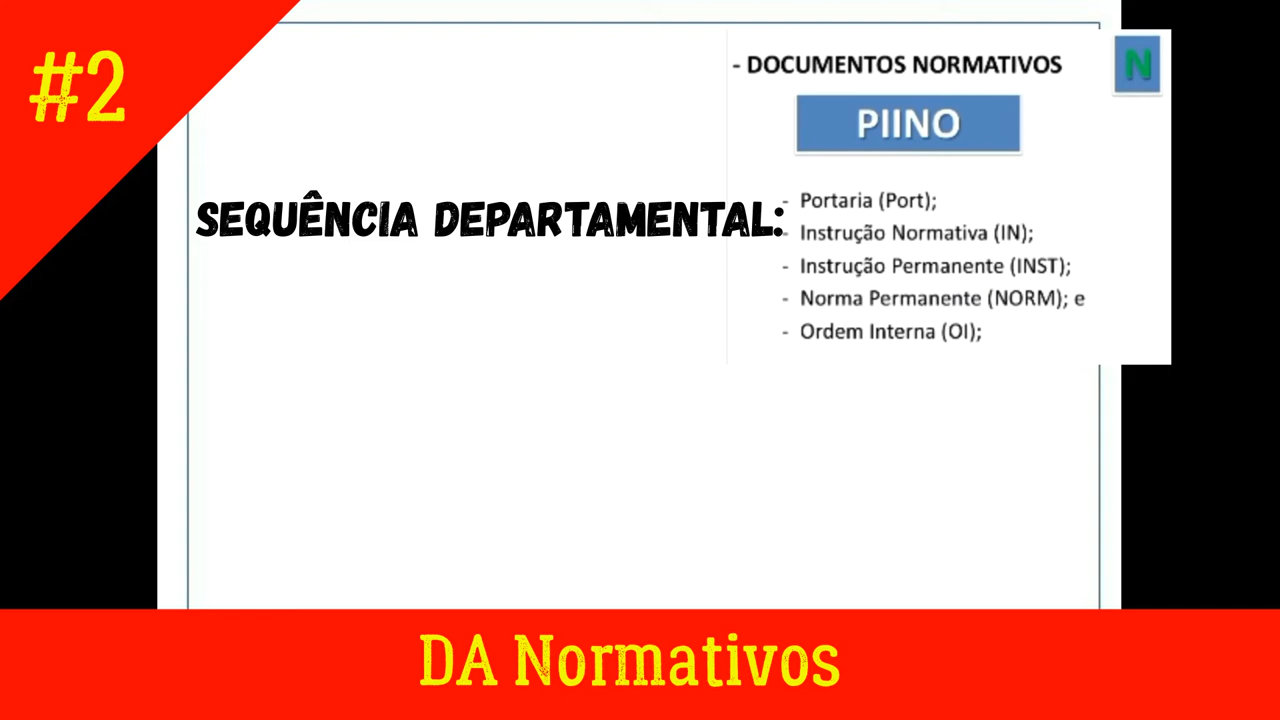 #2
- DOCUMENTOS NORMATIVOS
N
PIINO
SEQUÊNCIA DEPARTAMENTAL:
- Portaria (Port);
- Instrução Normativa (IN);
- Instrução Permanente (INST);
- Norma Permanente (NORM); e
- Ordem Interna (OI);
DA Normativos